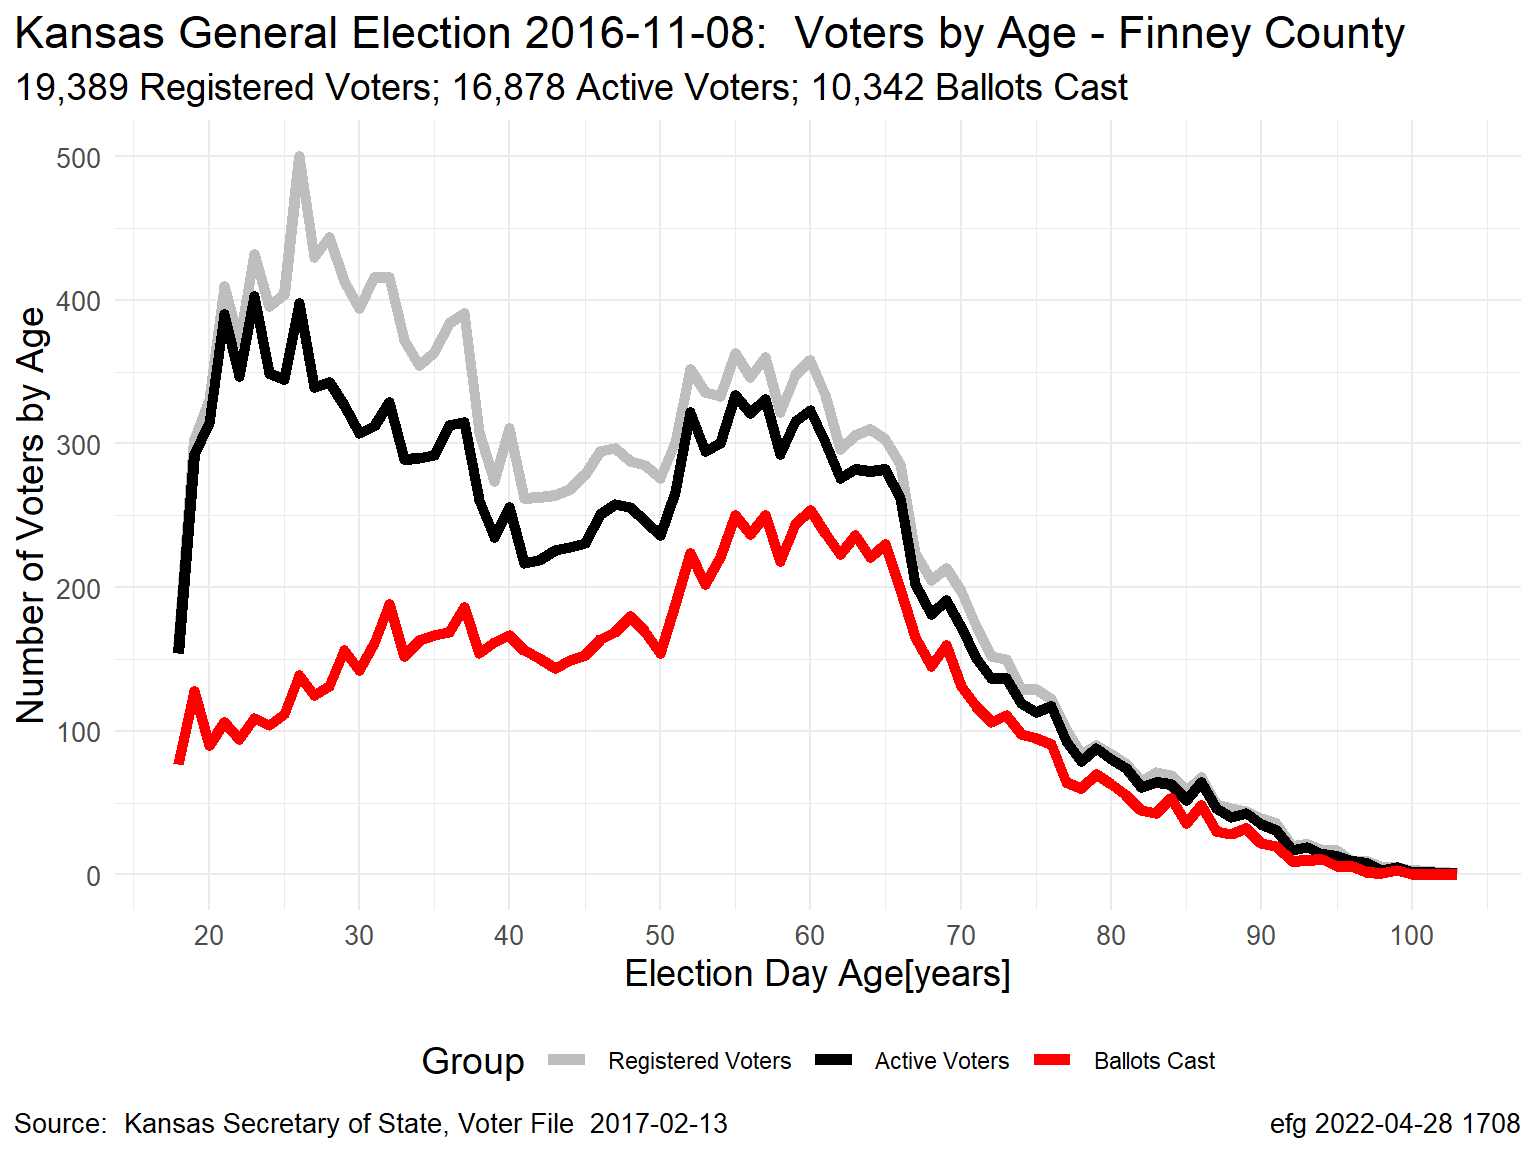 Kansas General Election 2016-11-08:  Voters by Age - Finney County
19,389 Registered Voters; 16,878 Active Voters; 10,342 Ballots Cast
Number of Voters by Age
500
400
300
200
100
0
20 30 40 50 60 70 80 90 100
Election Day Age[years]
Group Registered Voters Active Voters Ballots Cast
Source:  Kansas Secretary of State, Voter File  2017-02-13
efg 2022-04-28 1708